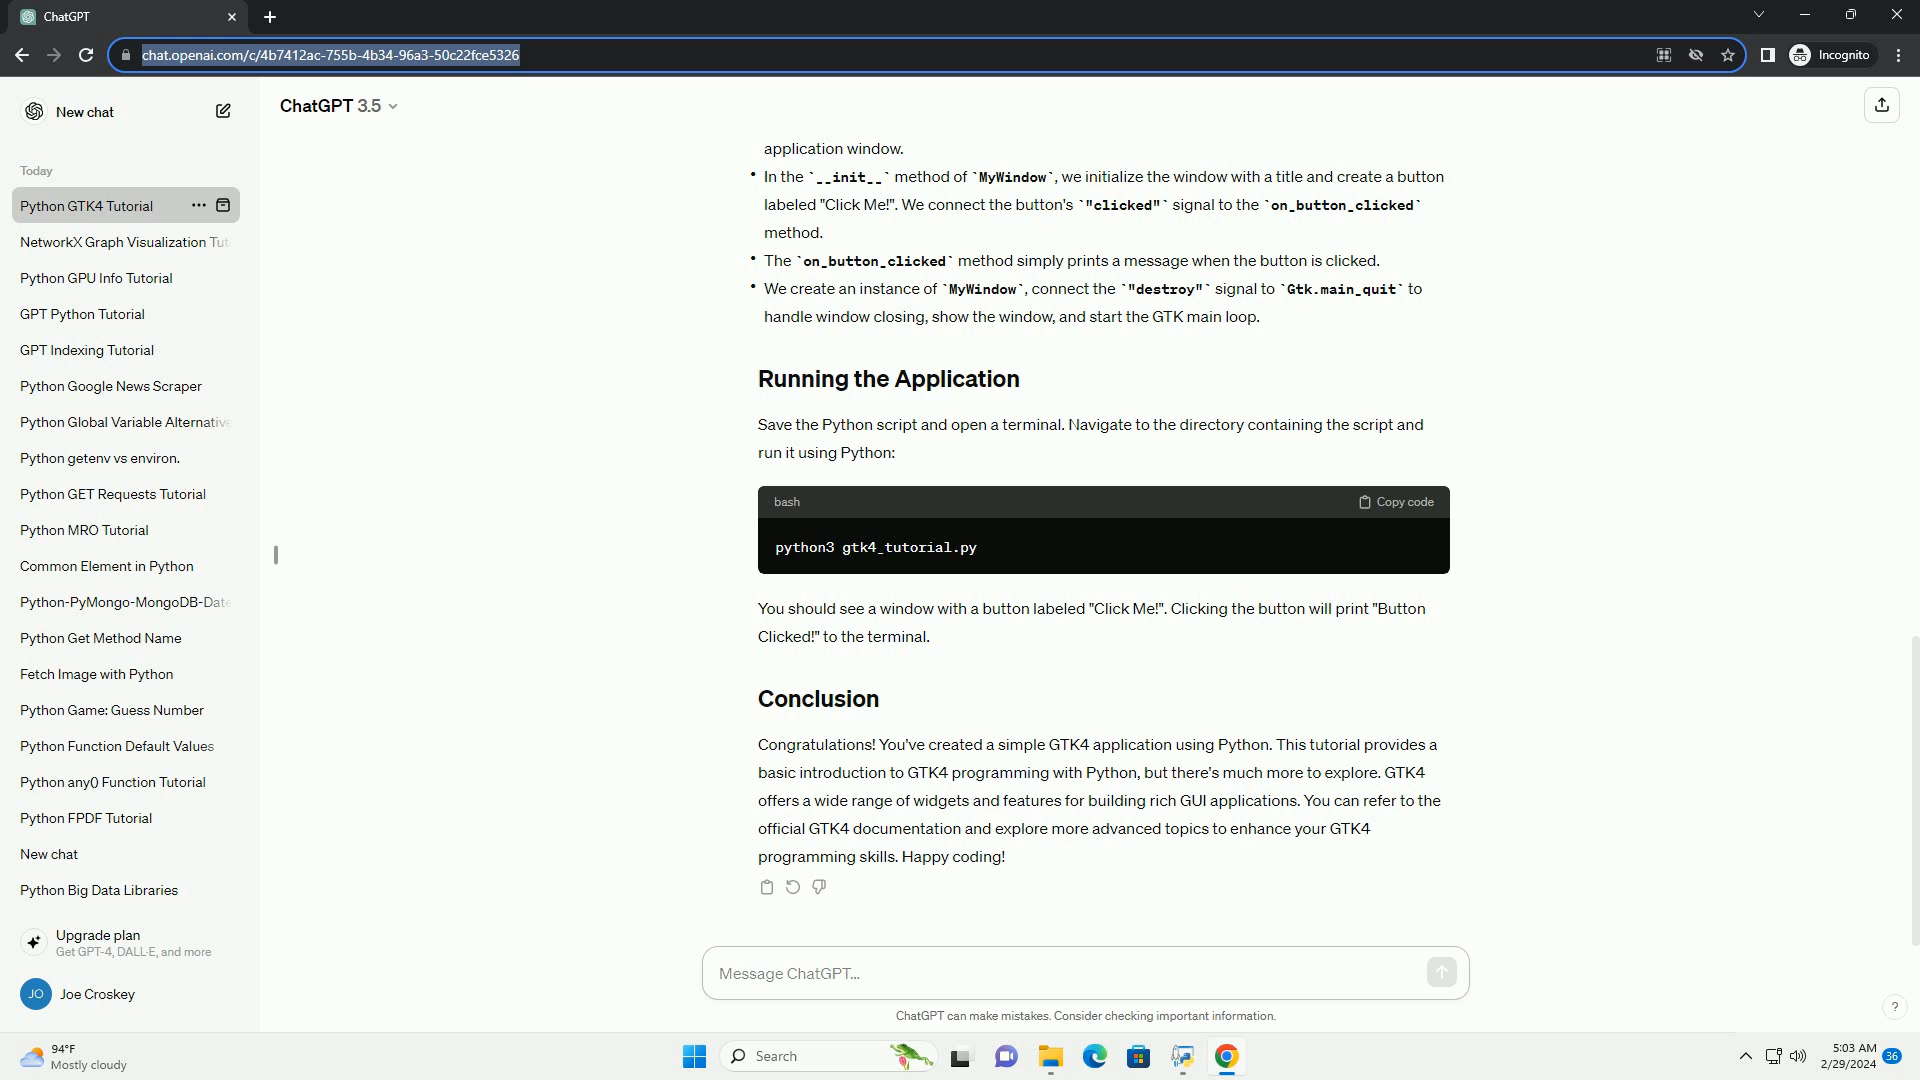 ChatGPT
chat.openai.com/c/4b7412ac-755b-4b34-96a3-50c22fce5326
Incognito
New chat
ChatGPT 3.5
Today
Python GTK4 Tutorial
NetworkX Graph Visualization Tut
Python GPU Info Tutorial
GPT Python Tutorial
GPT Indexing Tutorial
Python Google News Scraper
Python Global Variable Alternative
Python getenv vs environ.
Python GET Requests Tutorial
Python MRO Tutorial
Common Element in Python
Python-PyMongo-MongoDB-Date
Python Get Method Name
Fetch Image with Python
Python Game: Guess Number
Python Function Default Values
Python any() Function Tutorial
Python FPDF Tutorial
New chat
Python Big Data Libraries
Upgrade plan
Get GPT-4, DALL·E, and more
JO Joe Croskey
application window.
• In the `__init__` method of `MyWindow`, we initialize the window with a title and create a button
labeled "Click Me!". We connect the button's `"clicked"` signal to the `on_button_clicked`
method.
• The `on_button_clicked` method simply prints a message when the button is clicked.
• We create an instance of `MyWindow`, connect the `"destroy"` signal to `Gtk.main_quit` to
handle window closing, show the window, and start the GTK main loop.
Running the Application
Save the Python script and open a terminal. Navigate to the directory containing the script and
run it using Python:
bash Copy code
python3 gtk4_tutorial.py
You should see a window with a button labeled "Click Me!". Clicking the button will print "Button
Clicked!" to the terminal.
Conclusion
Congratulations! You've created a simple GTK4 application using Python. This tutorial provides a
basic introduction to GTK4 programming with Python, but there's much more to explore. GTK4
offers a wide range of widgets and features for building rich GUI applications. You can refer to the
official GTK4 documentation and explore more advanced topics to enhance your GTK4
programming skills. Happy coding!
Message ChatGPT...
ChatGPT can make mistakes. Consider checking important information.
?
94°F
Mostly cloudy
Search
5:03 AM
2/29/2024
36